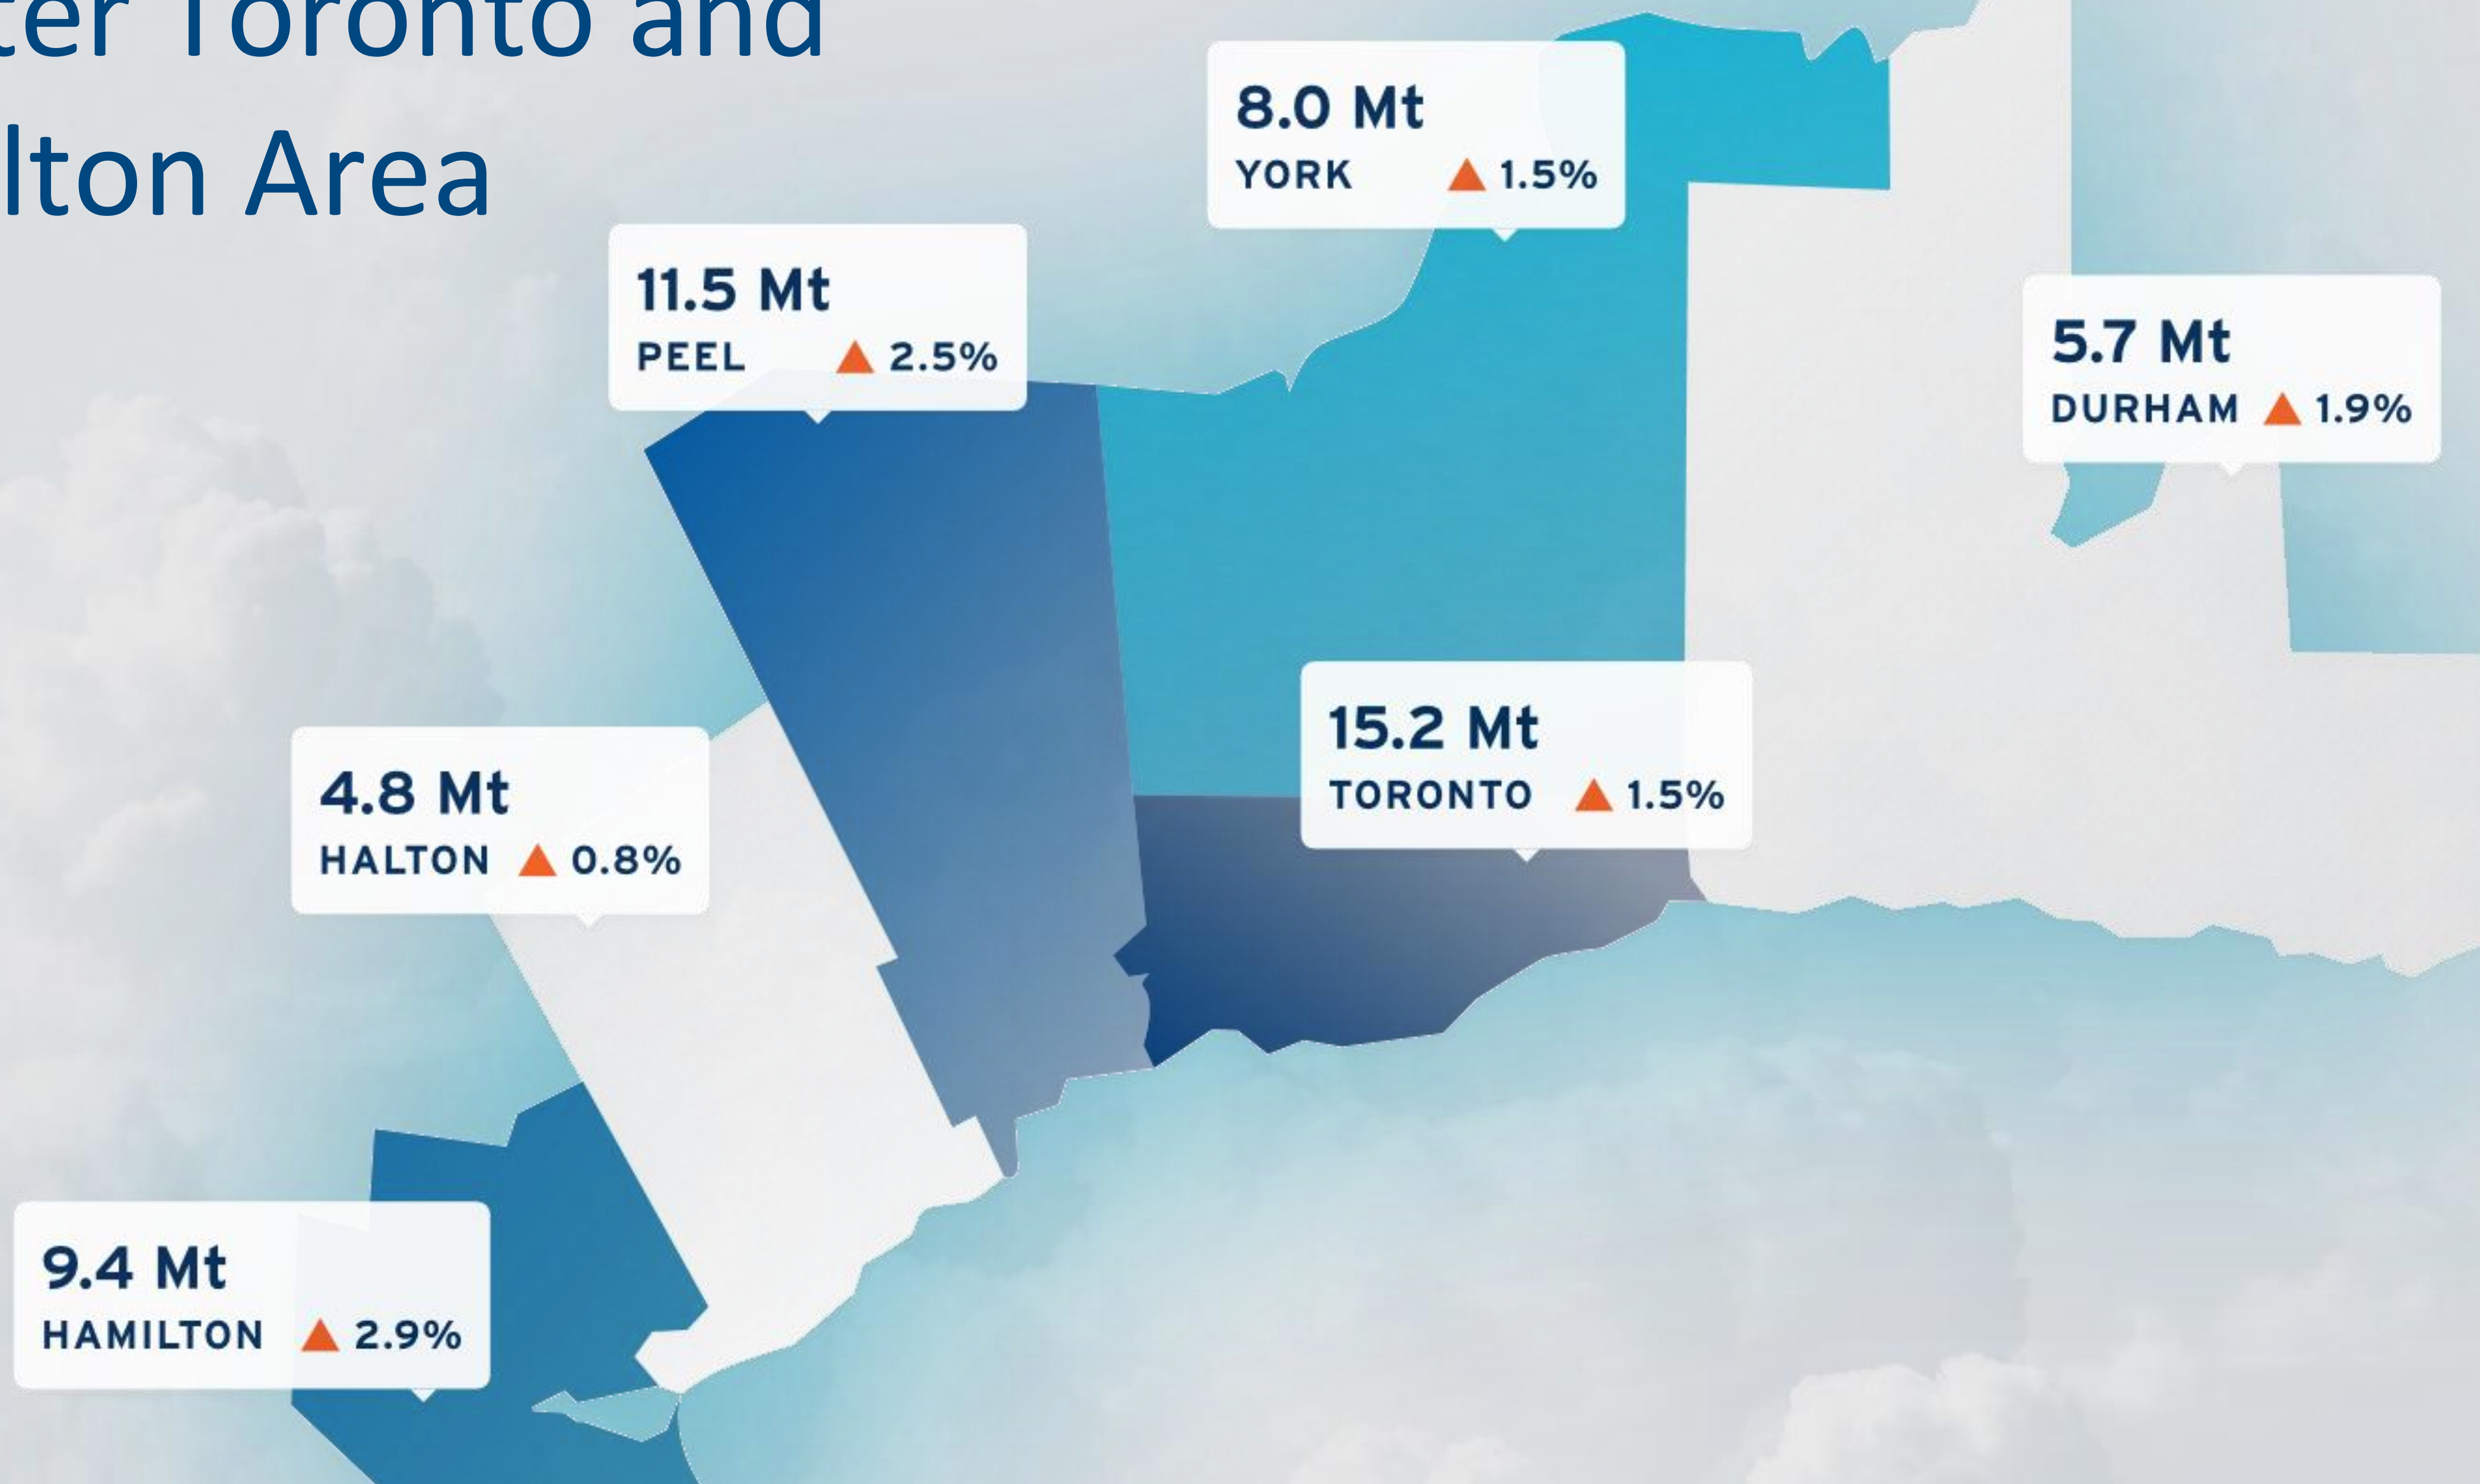 ter Toronto and
lton Area
8.0 Mt
YORK 1.5%
11.5 Mt
PEEL 2.5%
5.7 Mt
DURHAM 1.9%
15.2 Mt
TORONTO 1.5%
4.8 Mt
HALTON 0.8%
9.4 Mt
HAMILTON 2.9%